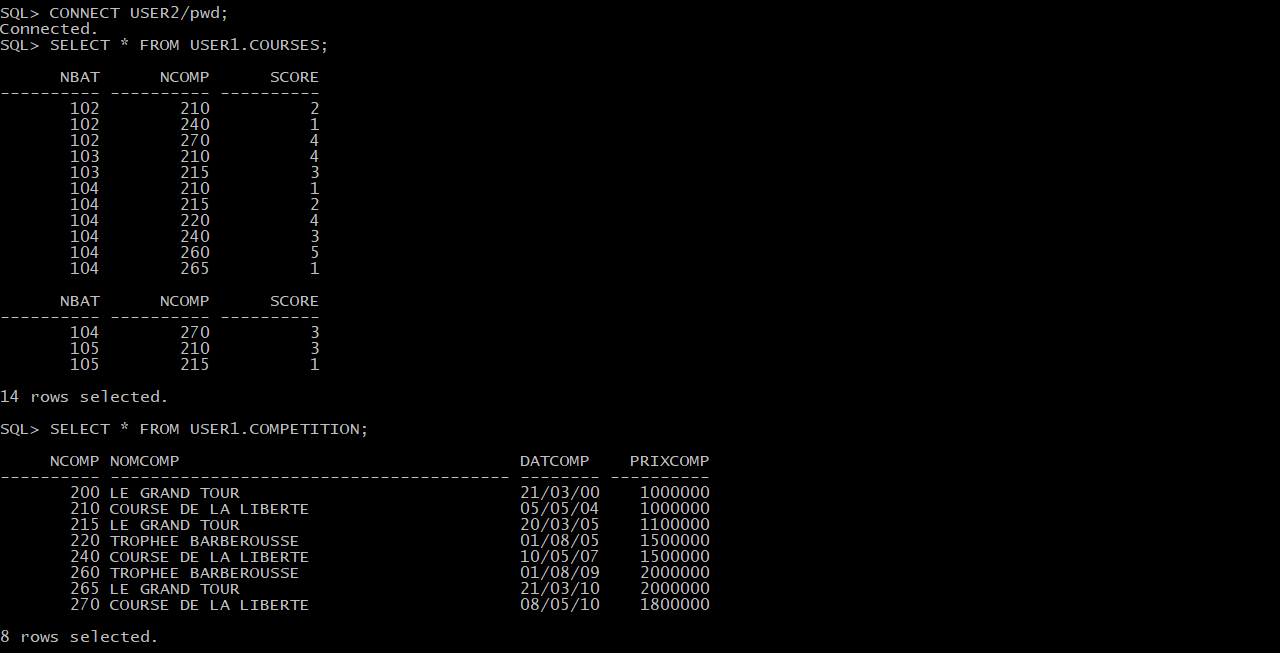 SQL> CONNECT USER2/pwd;
Connected.
SQL> SELECT * FROM USER1.COURSES;
NBAT NCOMP SCORE
---------- ---------- ----------
102 210 2
102 240 1
102 270 4
103 210 4
103 215 3
104 210 1
104 215 2
104 220 4
104 240 3
104 260 5
104 265 1
NBAT NCOMP SCORE
---------- ---------- ----------
104 270 3
105 210 3
105 215 1
14 rows selected.
SQL> SELECT * FROM USER1.COMPETITION;
NCOMP NOMCOMP DATCOMP PRIXCOMP
---------- ---------------------------------------- -------- ----------
200 LE GRAND TOUR 21/03/00 1000000
210 COURSE DE LA LIBERTE 05/05/04 1000000
215 LE GRAND TOUR 20/03/05 1100000
220 TROPHEE BARBEROUSSE 01/08/05 1500000
240 COURSE DE LA LIBERTE 10/05/07 1500000
260 TROPHEE BARBEROUSSE 01/08/09 2000000
265 LE GRAND TOUR 21/03/10 2000000
270 COURSE DE LA LIBERTE 08/05/10 1800000
8 rows selected.